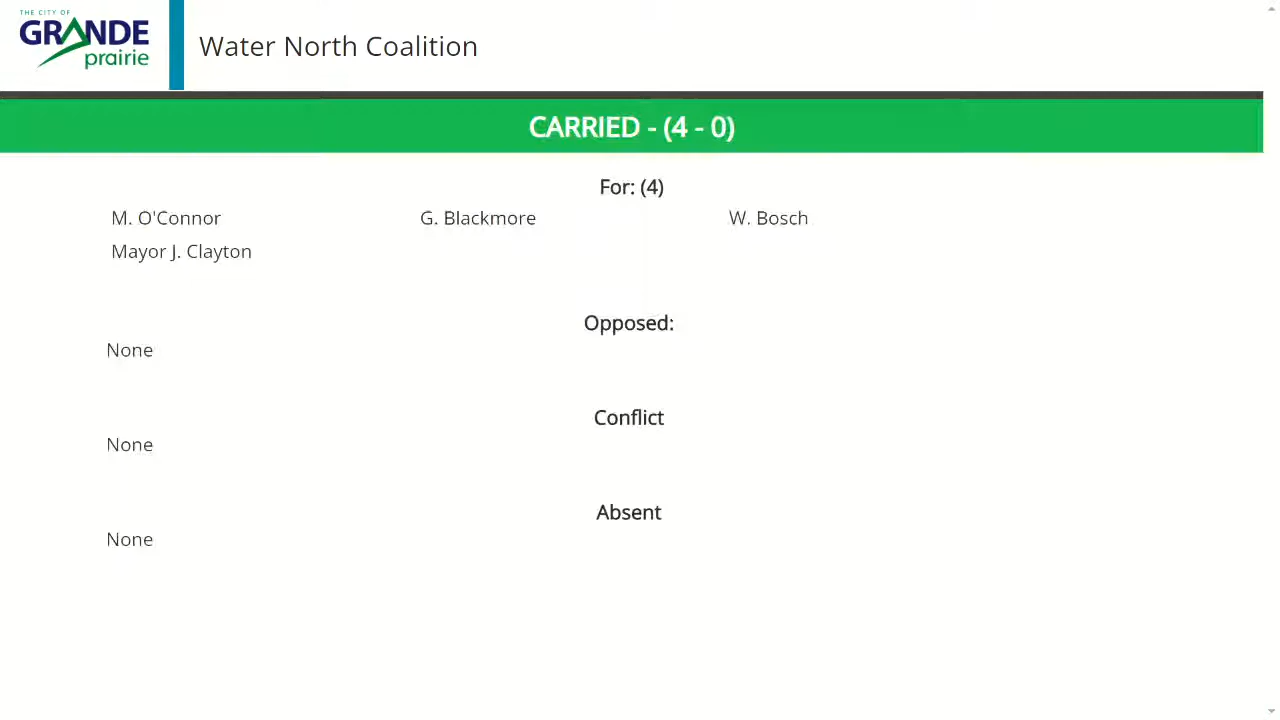 THE CITY OF
GRANDE
prairie
Water North Coalition
CARRIED - (4 - 0)
For: (4)
M. O'Connor G. Blackmore W. Bosch
Mayor J. Clayton
Opposed:
None
Conflict
None
Absent
None